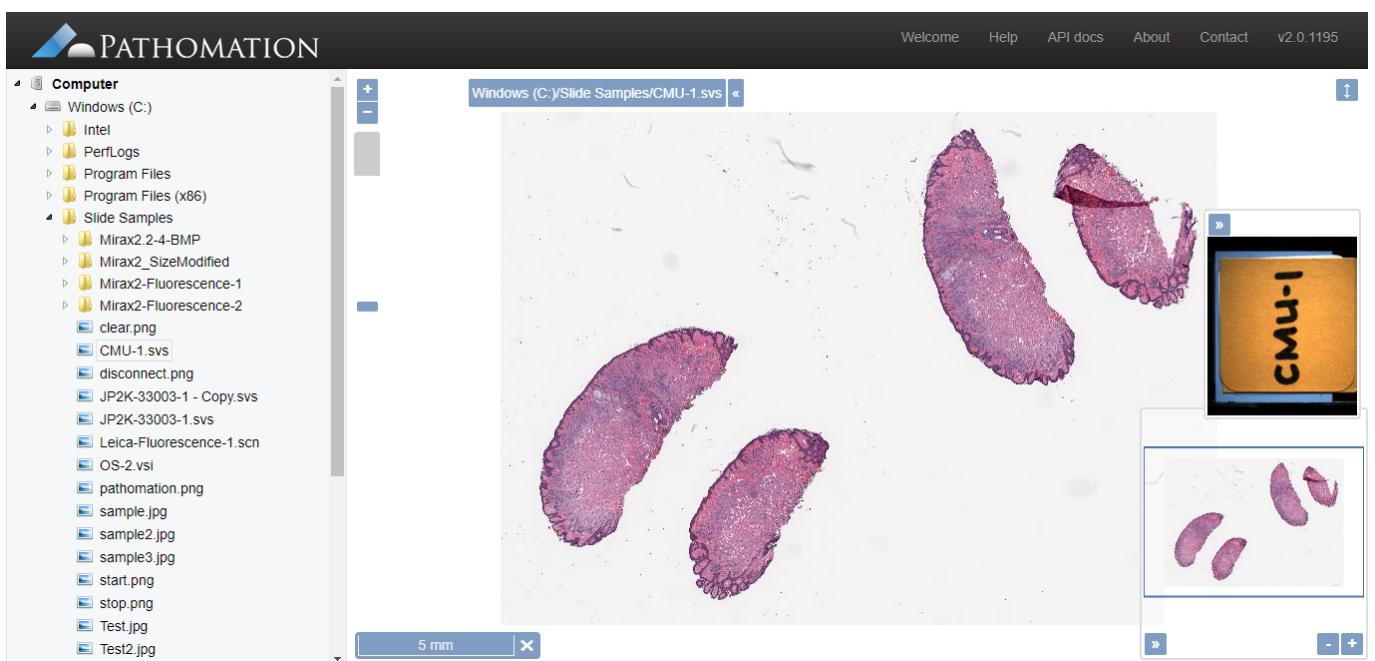 PATHOMATION
Welcome Help API docs About Contact v2.0.1195
Computer
Windows (C:)
Intel
PerfLogs
Program Files
Program Files (x86)
Slide Samples
Mirax2.2-4-BMP
Mirax2_SizeModified
Mirax2-Fluorescence-1
Mirax2-Fluorescence-2
clear.png
CMU-1.svs
disconnect.png
JP2K-33003-1 - Copy.svs
JP2K-33003-1.svs
Leica-Fluorescence-1.scn
OS-2.vsi
pathomation.png
sample.jpg
sample2.jpg
sample3.jpg
start.png
stop.png
Test.jpg
Test2.jpg
+
−
Windows (C:)/Slide Samples/CMU-1.svs «
»
CMU-1
5 mm ✕
» - +